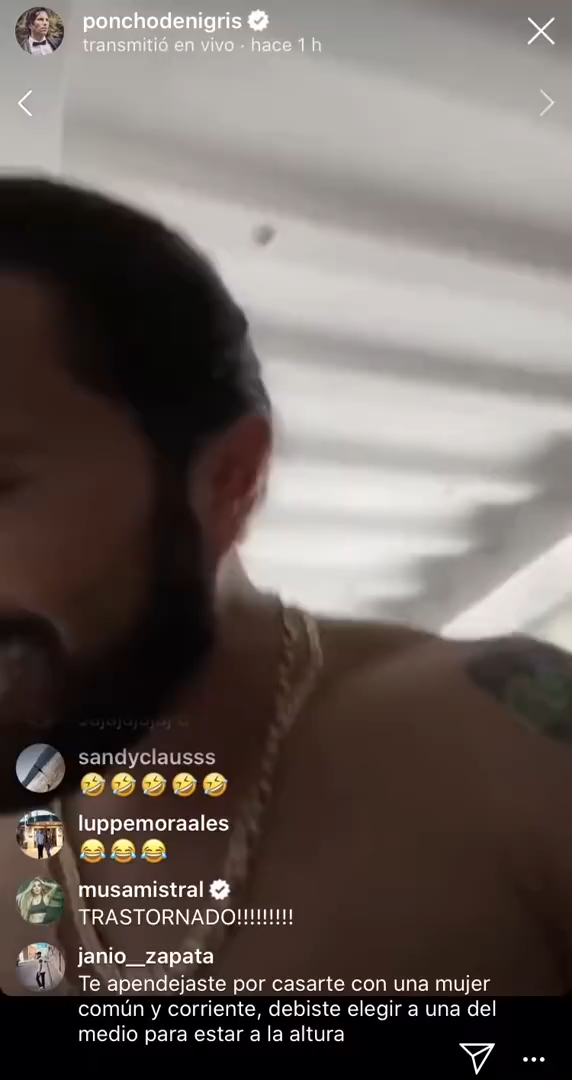 ponchodenigris
transmitió en vivo · hace 1 h
sandyclausss
🤣🤣🤣🤣🤣
luppemoraales
😂😂😂
musamistral
TRASTORNADO!!!!!!!!!
janio__zapata
Te apendejaste por casarte con una mujer
común y corriente, debiste elegir a una del
medio para estar a la altura